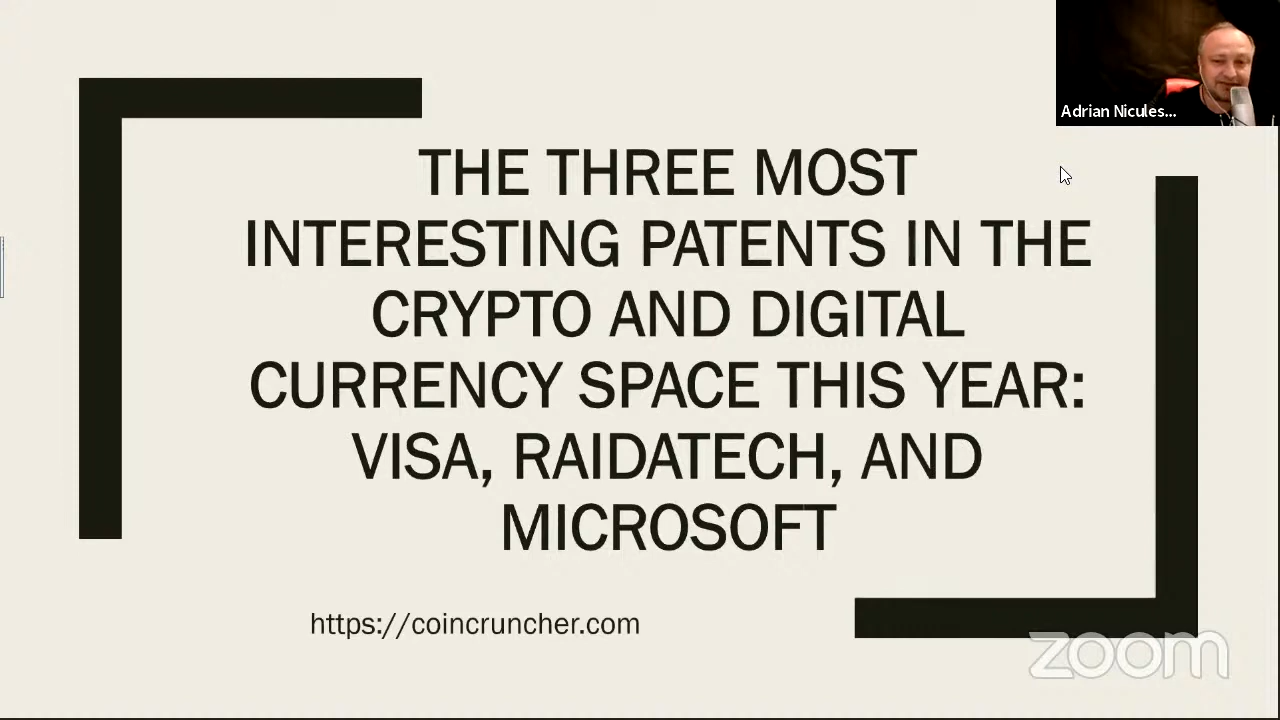 Adrian Nicules...
THE THREE MOST
INTERESTING PATENTS IN THE
CRYPTO AND DIGITAL
CURRENCY SPACE THIS YEAR:
VISA, RAIDATECH, AND
MICROSOFT
https://coincruncher.com
zoom